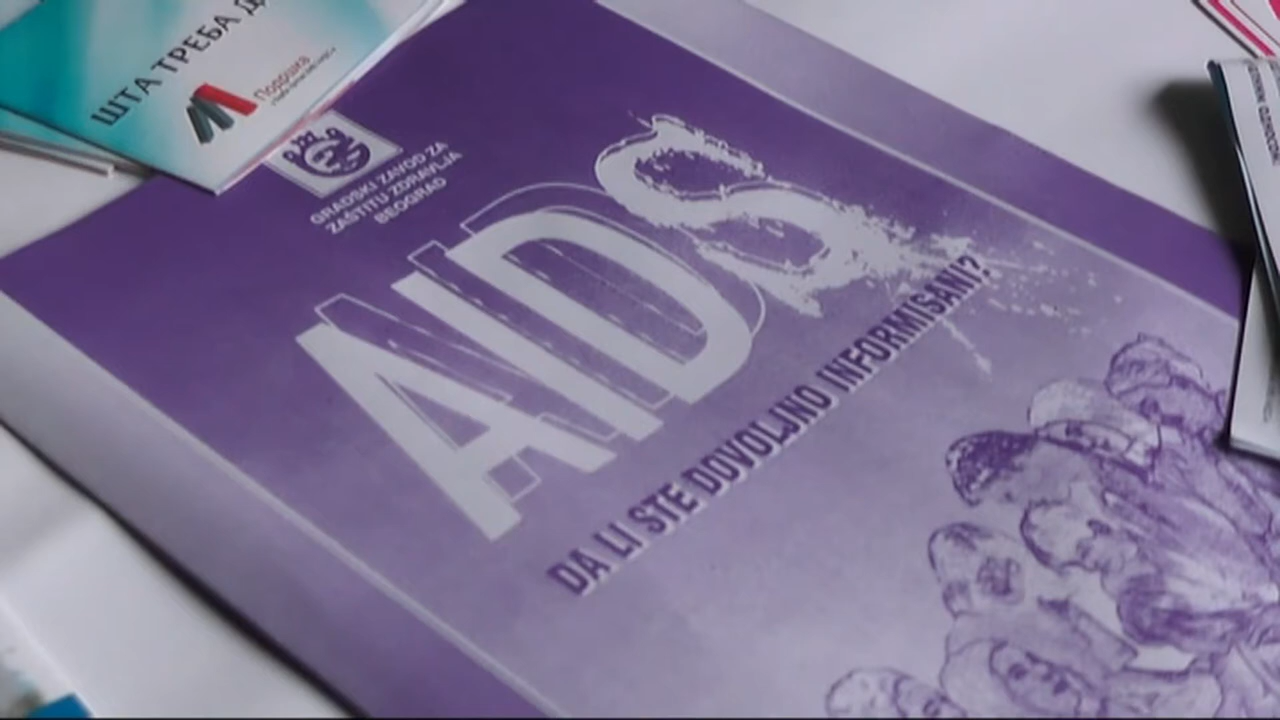 ШТА ТРЕБА
GRADSKI ZAVOD ZA
ZAŠTITU ZDRAVLJA
BEOGRAD
AIDS
DA LI STE DOVOLJNO INFORMISANI?